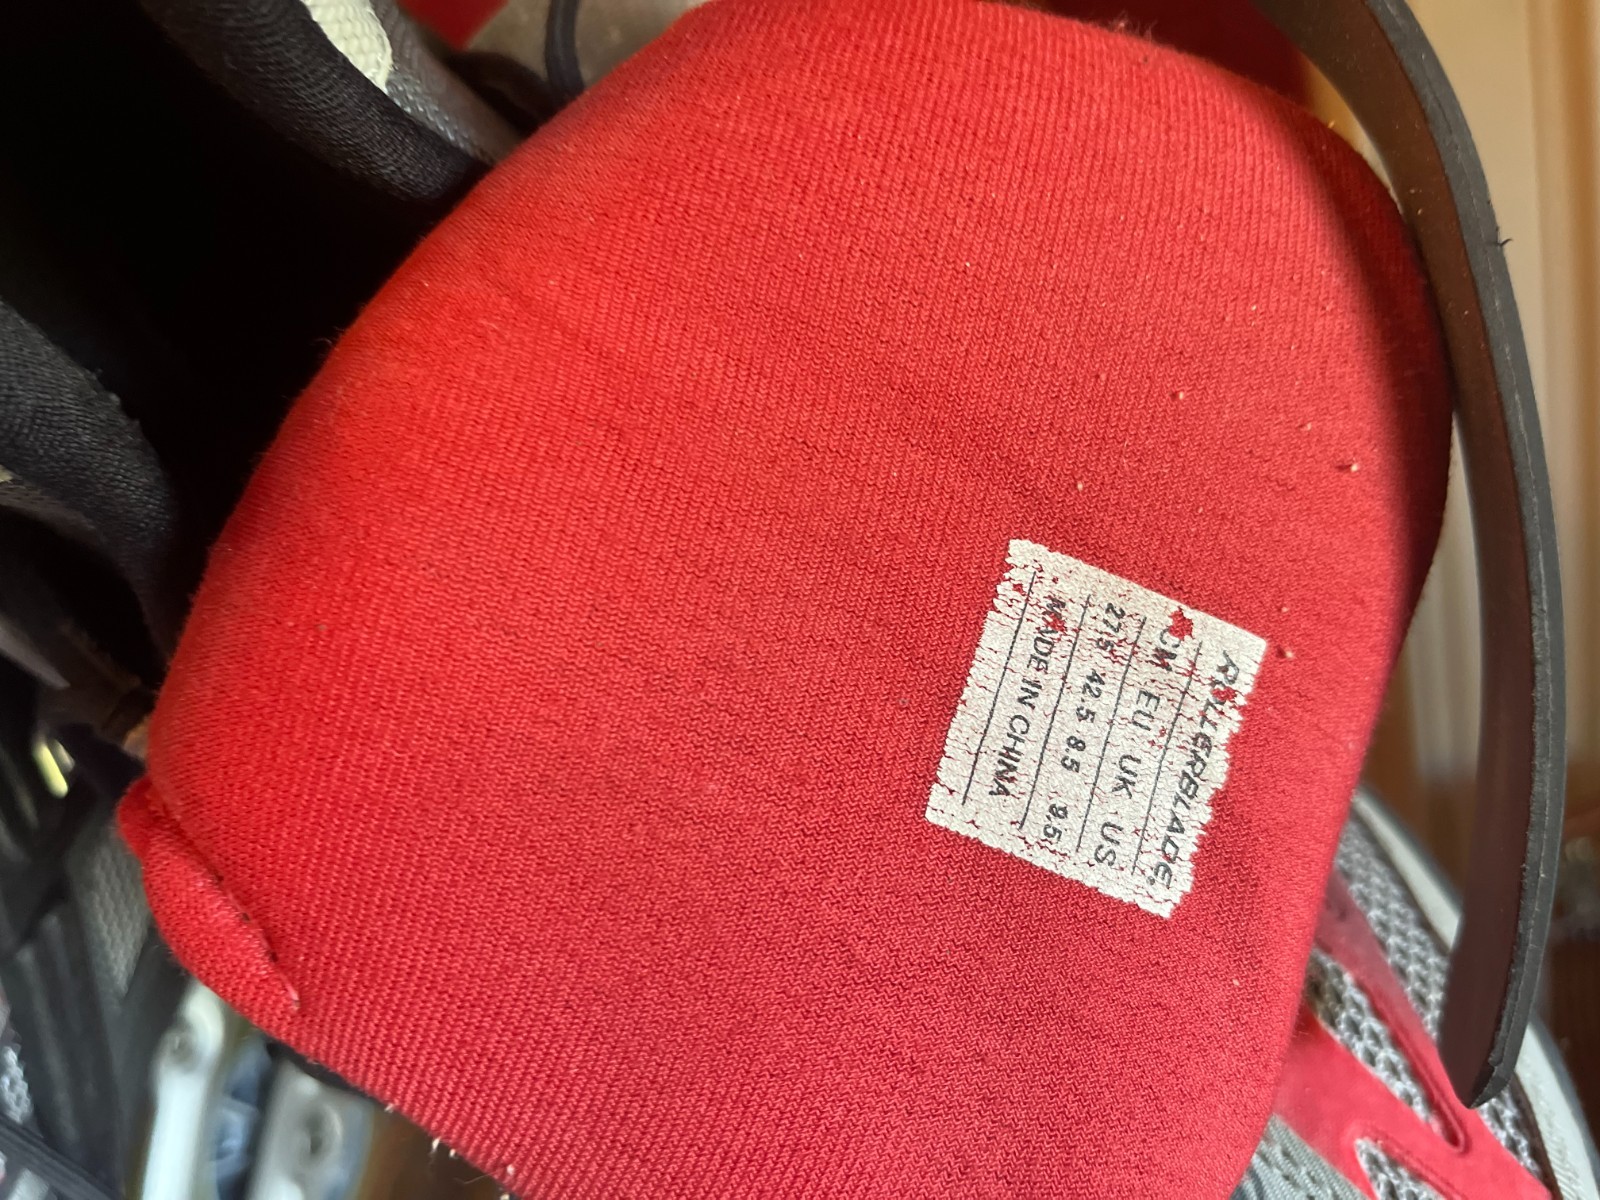 ROLLERBLADE.
CM EU UK US
27.5 42.5 8.5 9.5
MADE IN CHINA